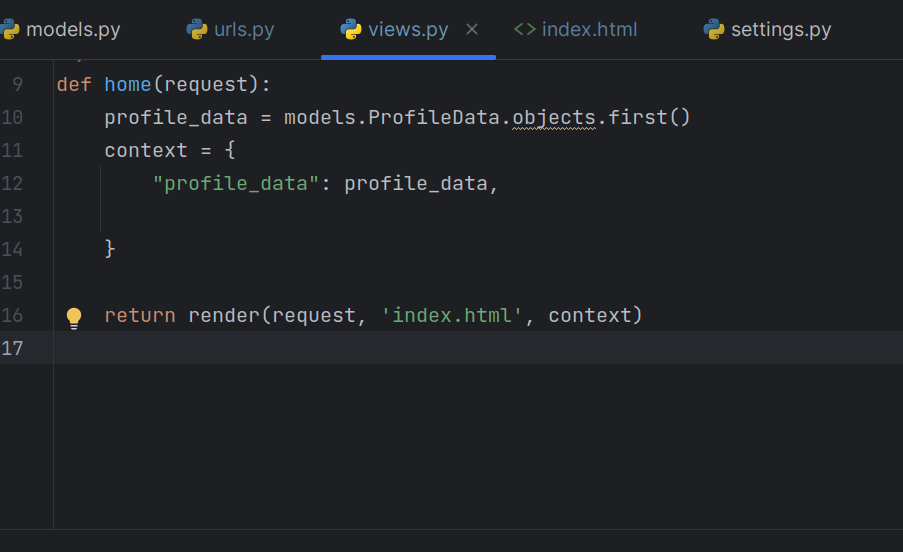 models.py urls.py views.py index.html settings.py
9 def home(request):
10 profile_data = models.ProfileData.objects.first()
11 context = {
12 "profile_data": profile_data,
13
14 }
15
16 return render(request, 'index.html', context)
17